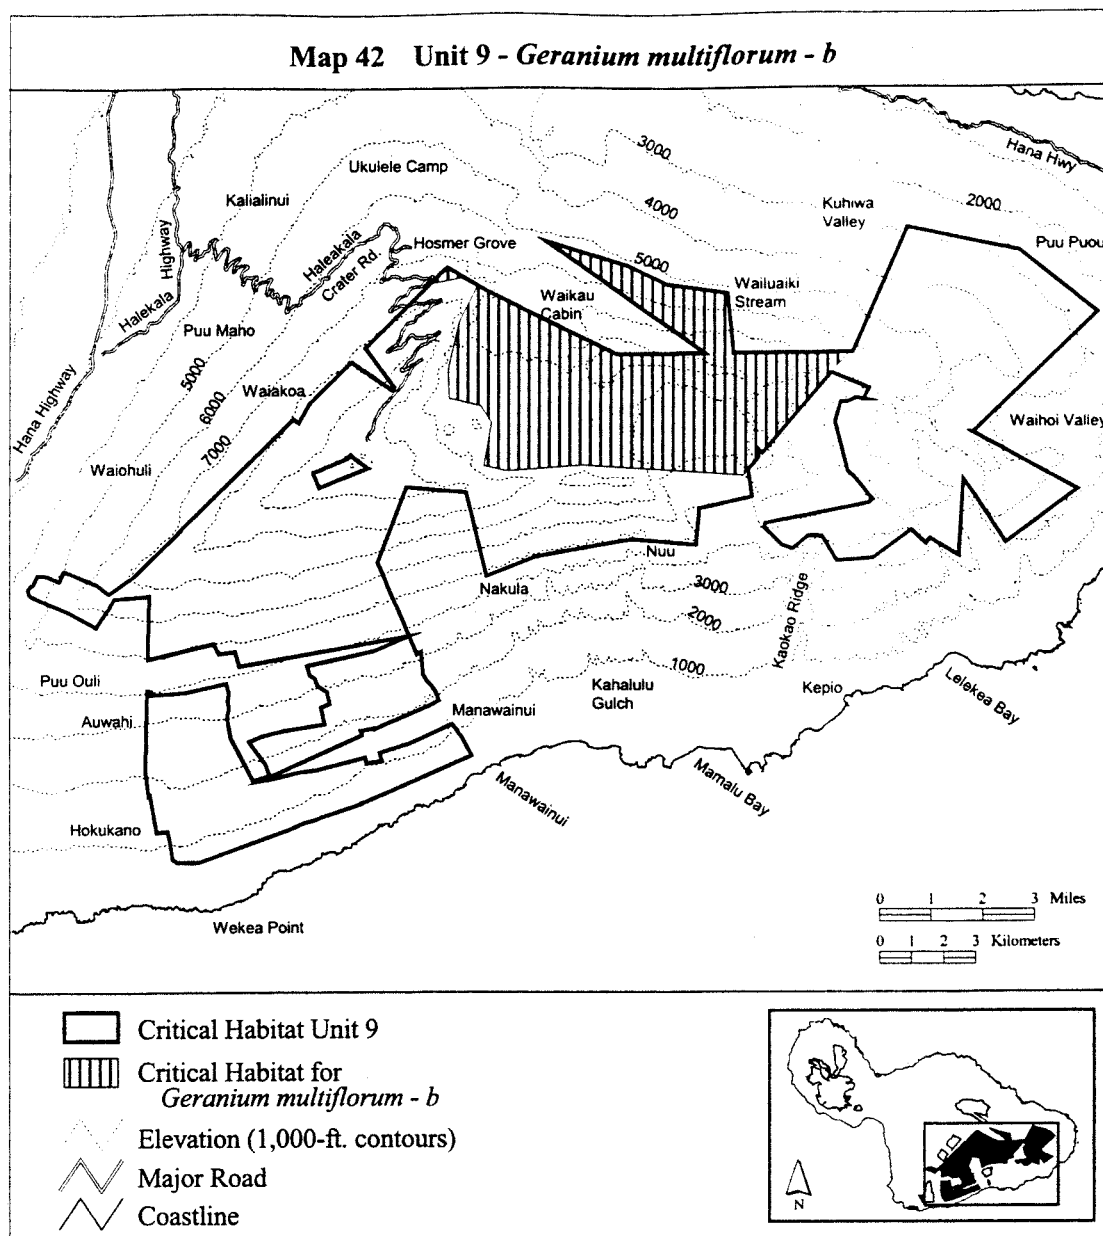 Map 42 Unit 9 - Geranium multiflorum - b
Hana Hwy
3000
Ukulele Camp
Kalialinui
4000
Kuhiwa
Valley
2000
Puu Puou
Highway
Haleakala
Crater Rd.
Hosmer Grove
5000
Wailuaiki
Stream
Waikau
Cabin
Halekala
Puu Maho
5000
Hana Highway
6000
Waiakoa
7000
Waihoi Valley
Waiohuli
Nuu
Nakula
3000
2000
Kaokao Ridge
1000
Puu Ouli
Kahalulu
Gulch
Kepio
Lelekea Bay
Auwahi
Manawainui
Mamalu Bay
Manawainui
Hokukano
Wekea Point
0 1 2 3 Miles
0 1 2 3 Kilometers
Critical Habitat Unit 9
Critical Habitat for
Geranium multiflorum - b
Elevation (1,000-ft. contours)
Major Road
Coastline
N